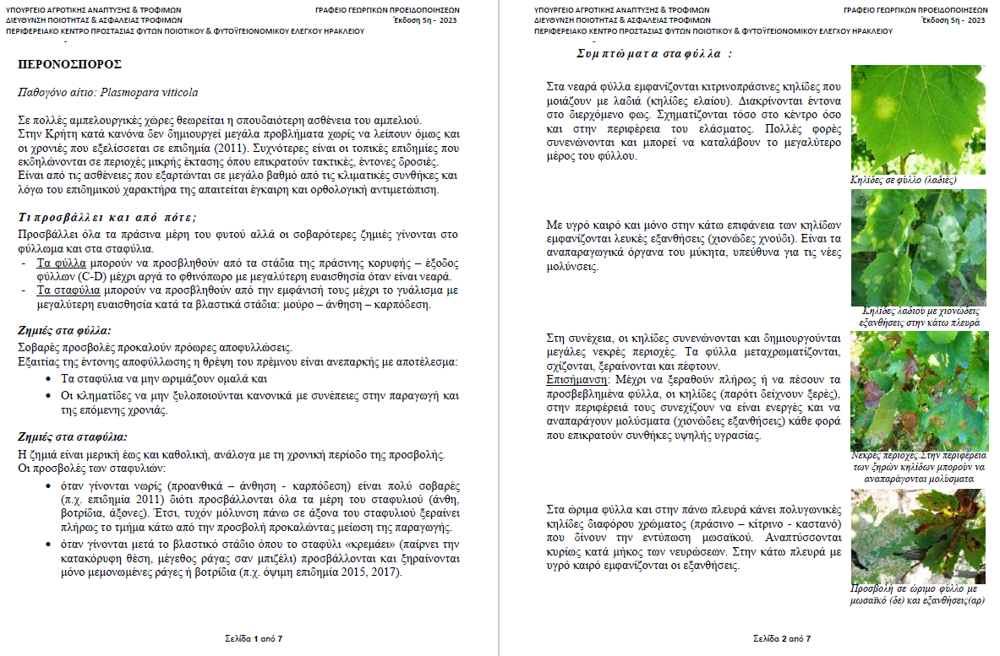 ΥΠΟΥΡΓΕΙΟ ΑΓΡΟΤΙΚΗΣ ΑΝΑΠΤΥΞΗΣ & ΤΡΟΦΙΜΩΝ ΓΡΑΦΕΙΟ ΓΕΩΡΓΙΚΩΝ ΠΡΟΕΙΔΟΠΟΙΗΣΕΩΝ
ΔΙΕΥΘΥΝΣΗ ΠΟΙΟΤΗΤΑΣ & ΑΣΦΑΛΕΙΑΣ ΤΡΟΦΙΜΩΝ Έκδοση 5η - 2023
ΠΕΡΙΦΕΡΕΙΑΚΟ ΚΕΝΤΡΟ ΠΡΟΣΤΑΣΙΑΣ ΦΥΤΩΝ ΠΟΙΟΤΙΚΟΥ & ΦΥΤΟΫΓΕΙΟΝΟΜΙΚΟΥ ΕΛΕΓΧΟΥ ΗΡΑΚΛΕΙΟΥ
ΠΕΡΟΝΟΣΠΟΡΟΣ
Παθογόνο αίτιο: Plasmopara viticola
Σε πολλές αμπελουργικές χώρες θεωρείται η σπουδαιότερη ασθένεια του αμπελιού.
Στην Κρήτη κατά κανόνα δεν δημιουργεί μεγάλα προβλήματα χωρίς να λείπουν όμως και
οι χρονιές που εξελίσσεται σε επιδημία (2011). Συχνότερες είναι οι τοπικές επιδημίες που
εκδηλώνονται σε περιοχές μικρής έκτασης όπου επικρατούν τακτικές, έντονες δροσιές.
Είναι από τις ασθένειες που εξαρτώνται σε μεγάλο βαθμό από τις κλιματικές συνθήκες και
λόγω του επιδημικού χαρακτήρα της απαιτείται έγκαιρη και ορθολογική αντιμετώπιση.
Τι προσβάλλει και από πότε;
Προσβάλλει όλα τα πράσινα μέρη του φυτού αλλά οι σοβαρότερες ζημιές γίνονται στο
φύλλωμα και στα σταφύλια.
- Τα φύλλα μπορούν να προσβληθούν από τα στάδια της πράσινης κορυφής – έξοδος
φύλλων (C-D) μέχρι αργά το φθινόπωρο με μεγαλύτερη ευαισθησία όταν είναι νεαρά.
- Τα σταφύλια μπορούν να προσβληθούν από την εμφάνισή τους μέχρι το γυάλισμα με
μεγαλύτερη ευαισθησία κατά τα βλαστικά στάδια: μούρο – άνθηση – καρπόδεση.
Ζημιές στα φύλλα:
Σοβαρές προσβολές προκαλούν πρόωρες αποφυλλώσεις.
Εξαιτίας της έντονης αποφύλλωσης η θρέψη του πρέμνου είναι ανεπαρκής με αποτέλεσμα:
• Τα σταφύλια να μην ωριμάζουν ομαλά και
• Οι κληματίδες να μην ξυλοποιούνται κανονικά με συνέπειες στην παραγωγή και
της επόμενης χρονιάς.
Ζημιές στα σταφύλια:
Η ζημιά είναι μερική έως και καθολική, ανάλογα με τη χρονική περίοδο της προσβολής.
Οι προσβολές των σταφυλιών:
• όταν γίνονται νωρίς (προανθικά – άνθηση - καρπόδεση) είναι πολύ σοβαρές
(π.χ. επιδημία 2011) διότι προσβάλλονται όλα τα μέρη του σταφυλιού (άνθη,
βοτρίδια, άξονες). Έτσι, τυχόν μόλυνση πάνω σε άξονα του σταφυλιού ξεραίνει
πλήρως το τμήμα κάτω από την προσβολή προκαλώντας μείωση της παραγωγής.
• όταν γίνονται μετά το βλαστικό στάδιο όπου το σταφύλι «κρεμάει» (παίρνει την
κατακόρυφη θέση, μέγεθος ράγας σαν μπιζέλι) προσβάλλονται και ξηραίνονται
μόνο μεμονωμένες ράγες ή βοτρίδια (π.χ. όψιμη επιδημία 2015, 2017).
Σελίδα 1 από 7
ΥΠΟΥΡΓΕΙΟ ΑΓΡΟΤΙΚΗΣ ΑΝΑΠΤΥΞΗΣ & ΤΡΟΦΙΜΩΝ ΓΡΑΦΕΙΟ ΓΕΩΡΓΙΚΩΝ ΠΡΟΕΙΔΟΠΟΙΗΣΕΩΝ
ΔΙΕΥΘΥΝΣΗ ΠΟΙΟΤΗΤΑΣ & ΑΣΦΑΛΕΙΑΣ ΤΡΟΦΙΜΩΝ Έκδοση 5η - 2023
ΠΕΡΙΦΕΡΕΙΑΚΟ ΚΕΝΤΡΟ ΠΡΟΣΤΑΣΙΑΣ ΦΥΤΩΝ ΠΟΙΟΤΙΚΟΥ & ΦΥΤΟΫΓΕΙΟΝΟΜΙΚΟΥ ΕΛΕΓΧΟΥ ΗΡΑΚΛΕΙΟΥ
Συμπτώματα στα φύλλα :
Στα νεαρά φύλλα εμφανίζονται κιτρινοπράσινες κηλίδες που
μοιάζουν με λαδιά (κηλίδες ελαίου). Διακρίνονται έντονα
στο διερχόμενο φως. Σχηματίζονται τόσο στο κέντρο όσο
και στην περιφέρεια του ελάσματος. Πολλές φορές
συνενώνονται και μπορεί να καταλάβουν το μεγαλύτερο
μέρος του φύλλου.
Κηλίδες σε φύλλο (λαδιές)
Με υγρό καιρό και μόνο στην κάτω επιφάνεια των κηλίδων
εμφανίζονται λευκές εξανθήσεις (χιονώδες χνούδι). Είναι τα
αναπαραγωγικά όργανα του μύκητα, υπεύθυνα για τις νέες
μολύνσεις.
Κηλίδες λαδιού με χιονώδεις
εξανθήσεις στην κάτω πλευρά
Στη συνέχεια, οι κηλίδες συνενώνονται και δημιουργούνται
μεγάλες νεκρές περιοχές. Τα φύλλα μεταχρωματίζονται,
σχίζονται, ξεραίνονται και πέφτουν.
Επισήμανση: Μέχρι να ξεραθούν πλήρως ή να πέσουν τα
προσβεβλημένα φύλλα, οι κηλίδες (παρότι δείχνουν ξερές),
στην περιφέρειά τους συνεχίζουν να είναι ενεργές και να
αναπαράγουν μολύσματα (χιονώδεις εξανθήσεις) κάθε φορά
που επικρατούν συνθήκες υψηλής υγρασίας.
Νεκρές περιοχές.Στην περιφέρεια
των ξηρών κηλίδων μπορούν να
αναπαράγονται μολύσματα
Στα ώριμα φύλλα και στην πάνω πλευρά κάνει πολυγωνικές
κηλίδες διαφόρου χρώματος (πράσινο – κίτρινο - καστανό)
που δίνουν την εντύπωση μωσαϊκού. Αναπτύσσονται
κυρίως κατά μήκος των νευρώσεων. Στην κάτω πλευρά με
υγρό καιρό εμφανίζονται οι εξανθήσεις.
Προσβολή σε ώριμο φύλλο με
μωσαϊκό (δε) και εξανθήσεις(αρ)
Σελίδα 2 από 7